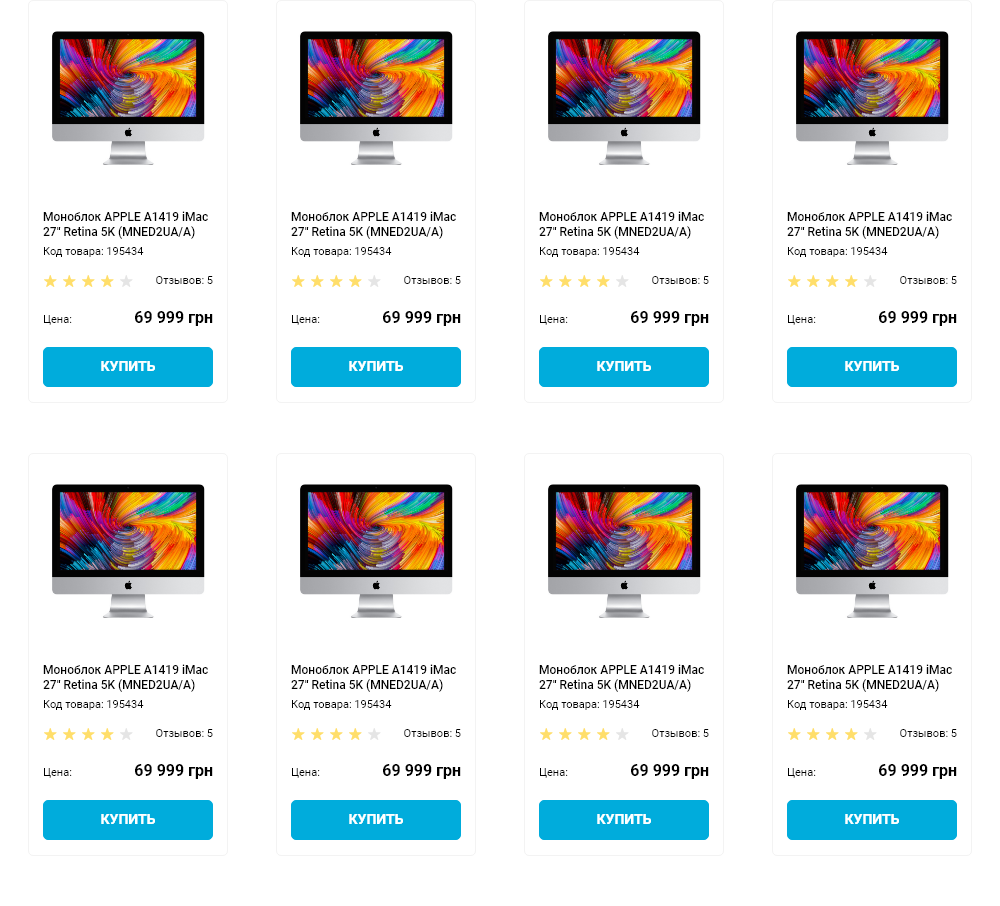 Моноблок APPLE A1419 iMac
27" Retina 5K (MNED2UA/A)
Код товара: 195434
Отзывов: 5
Цена: 69 999 грн
КУПИТЬ
Моноблок APPLE A1419 iMac
27" Retina 5K (MNED2UA/A)
Код товара: 195434
Отзывов: 5
Цена: 69 999 грн
КУПИТЬ
Моноблок APPLE A1419 iMac
27" Retina 5K (MNED2UA/A)
Код товара: 195434
Отзывов: 5
Цена: 69 999 грн
КУПИТЬ
Моноблок APPLE A1419 iMac
27" Retina 5K (MNED2UA/A)
Код товара: 195434
Отзывов: 5
Цена: 69 999 грн
КУПИТЬ
Моноблок APPLE A1419 iMac
27" Retina 5K (MNED2UA/A)
Код товара: 195434
Отзывов: 5
Цена: 69 999 грн
КУПИТЬ
Моноблок APPLE A1419 iMac
27" Retina 5K (MNED2UA/A)
Код товара: 195434
Отзывов: 5
Цена: 69 999 грн
КУПИТЬ
Моноблок APPLE A1419 iMac
27" Retina 5K (MNED2UA/A)
Код товара: 195434
Отзывов: 5
Цена: 69 999 грн
КУПИТЬ
Моноблок APPLE A1419 iMac
27" Retina 5K (MNED2UA/A)
Код товара: 195434
Отзывов: 5
Цена: 69 999 грн
КУПИТЬ